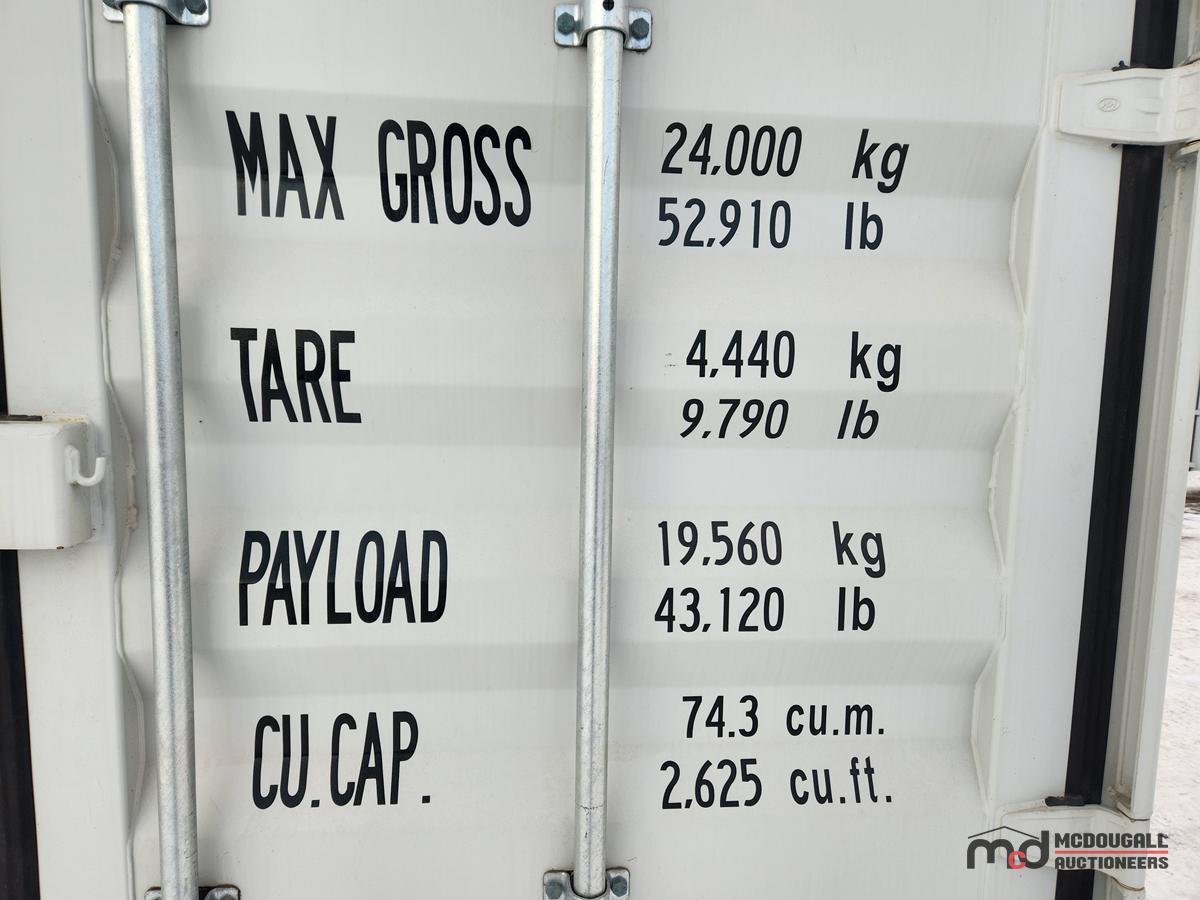 MAX GROSS 24,000 kg
52,910 lb
TARE 4,440 kg
9,790 lb
PAYLOAD 19,560 kg
43,120 lb
CU.CAP. 74.3 cu.m.
2,625 cu.ft.
mcd MCDOUGALL
AUCTIONEERS